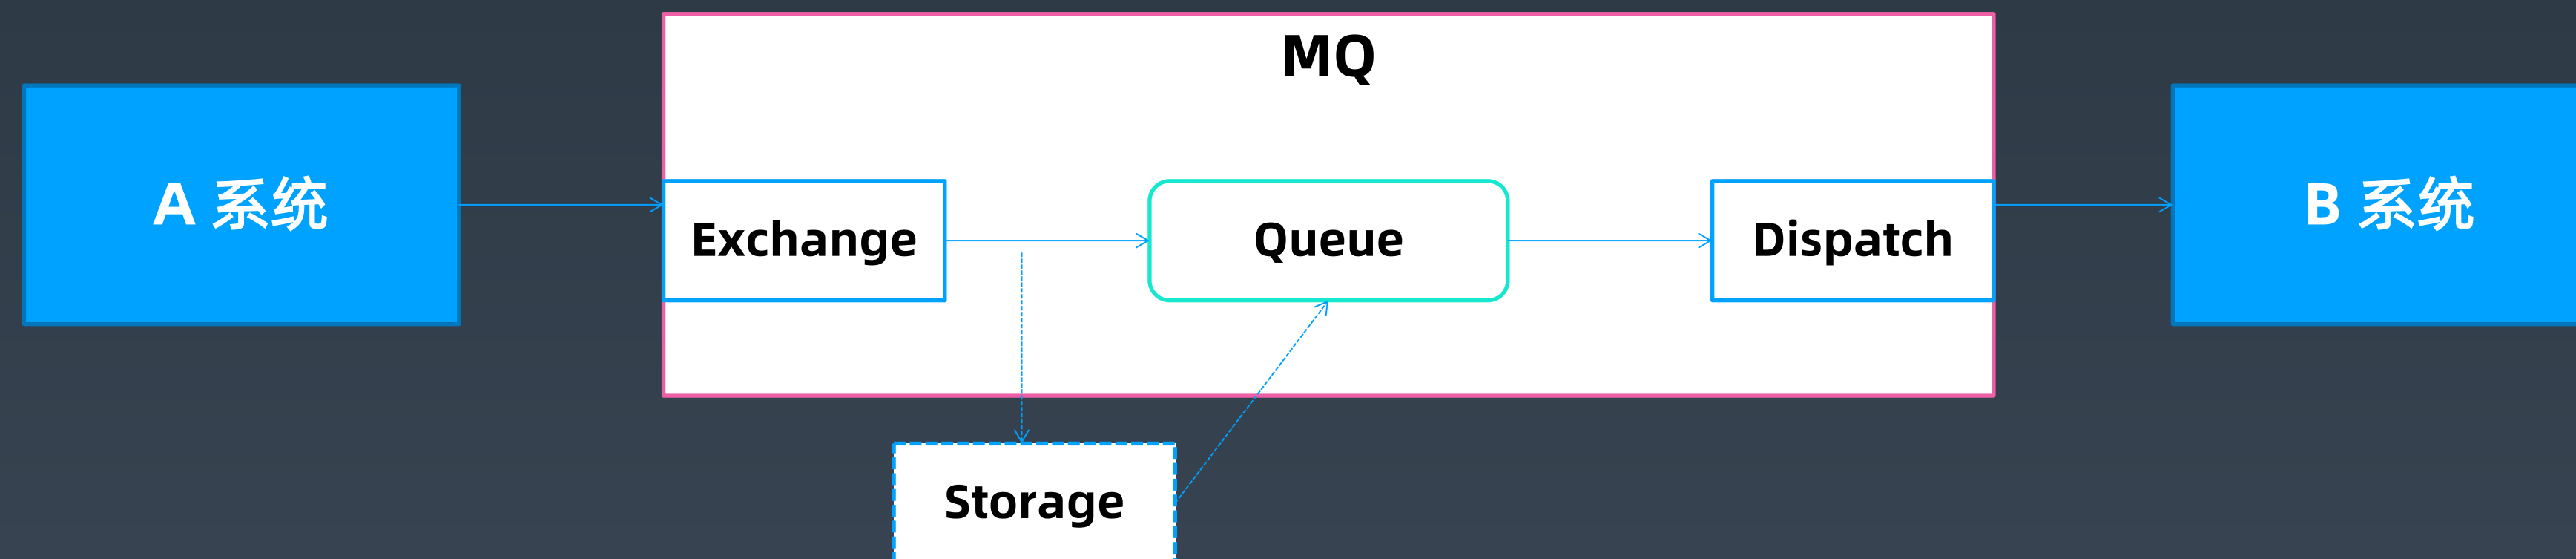 MQ
A 系统
Exchange
Queue
Dispatch
B 系统
Storage